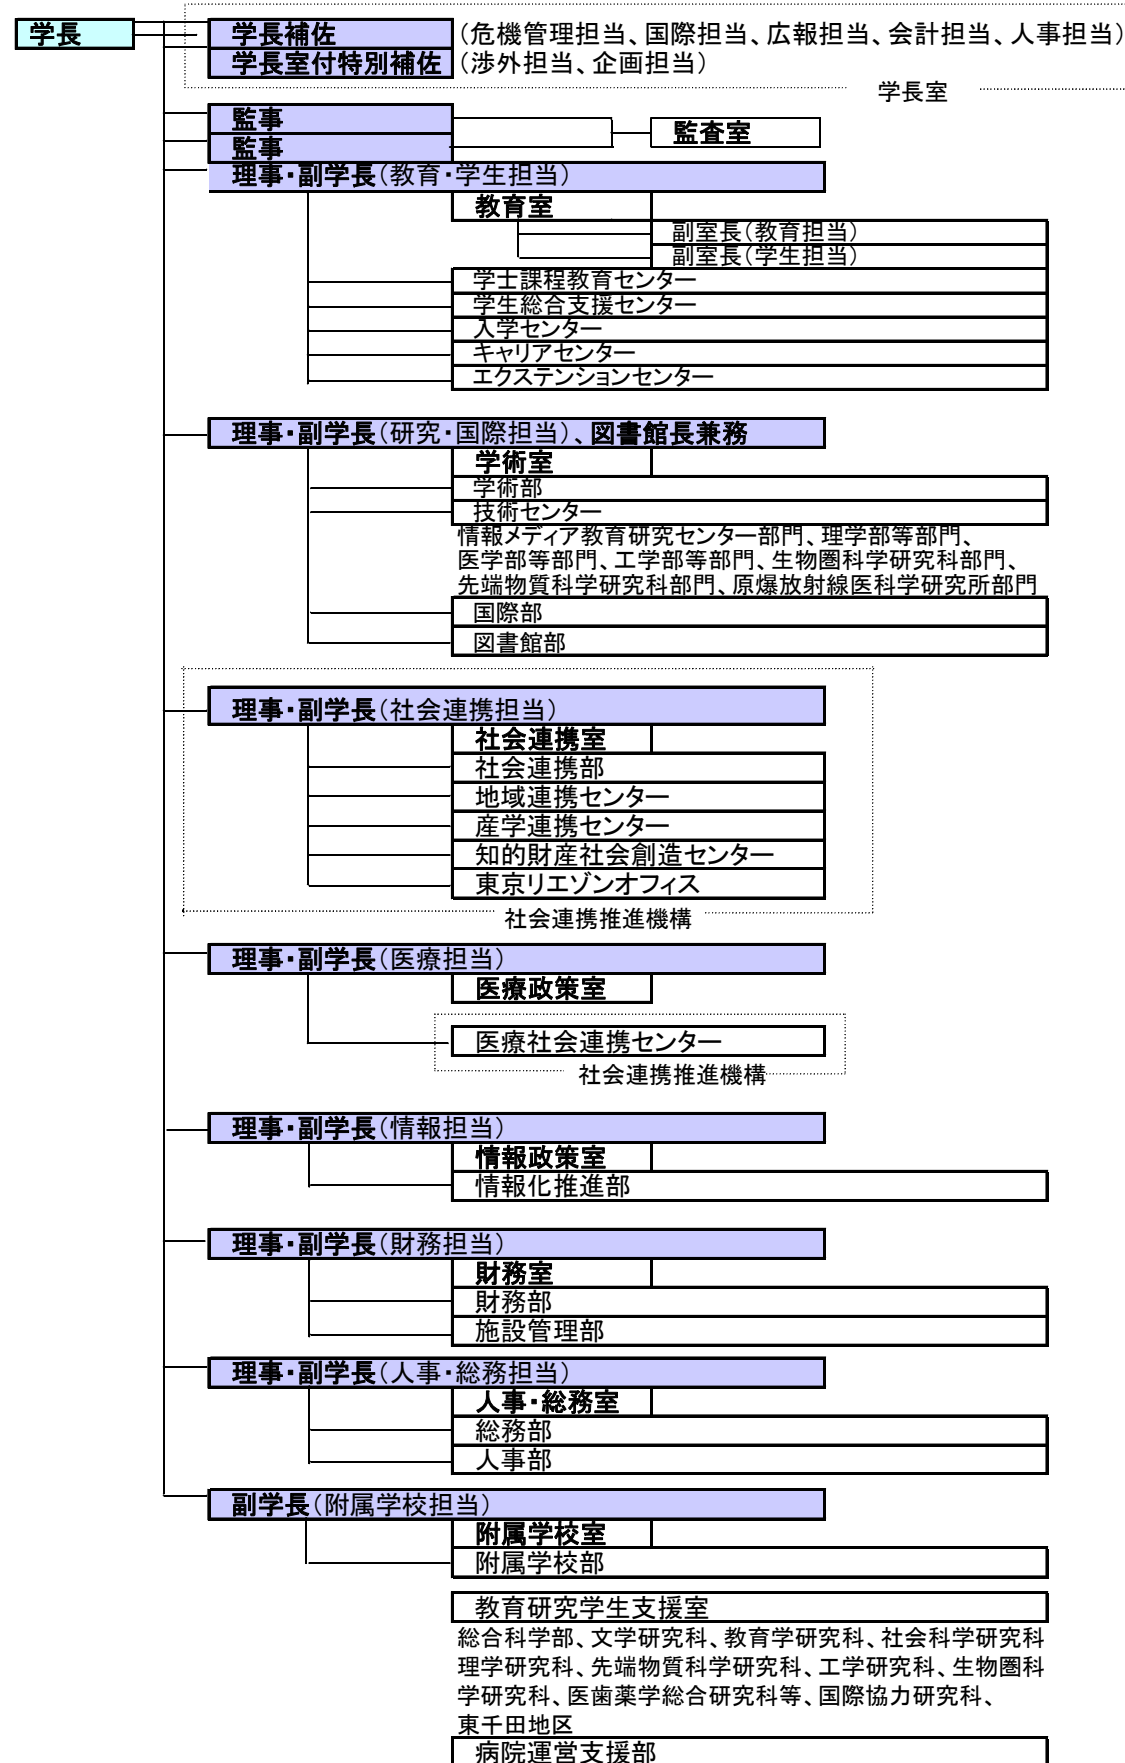 学長
学長補佐 (危機管理担当、国際担当、広報担当、会計担当、人事担当)
学長室付特別補佐 (渉外担当、企画担当)
学長室
監事
監査室
監事
理事・副学長(教育・学生担当)
教育室
副室長(教育担当)
副室長(学生担当)
学士課程教育センター
学生総合支援センター
入学センター
キャリアセンター
エクステンションセンター
理事・副学長(研究・国際担当)、図書館長兼務
学術室
学術部
技術センター
情報メディア教育研究センター部門、理学部等部門、
医学部等部門、工学部等部門、生物圏科学研究科部門、
先端物質科学研究科部門、原爆放射線医科学研究所部門
国際部
図書館部
理事・副学長(社会連携担当)
社会連携室
社会連携部
地域連携センター
産学連携センター
知的財産社会創造センター
東京リエゾンオフィス
社会連携推進機構
理事・副学長(医療担当)
医療政策室
医療社会連携センター
社会連携推進機構
理事・副学長(情報担当)
情報政策室
情報化推進部
理事・副学長(財務担当)
財務室
財務部
施設管理部
理事・副学長(人事・総務担当)
人事・総務室
総務部
人事部
副学長(附属学校担当)
附属学校室
附属学校部
教育研究学生支援室
総合科学部、文学研究科、教育学研究科、社会科学研究科
理学研究科、先端物質科学研究科、工学研究科、生物圏科
学研究科、医歯薬学総合研究科等、国際協力研究科、
東千田地区
病院運営支援部